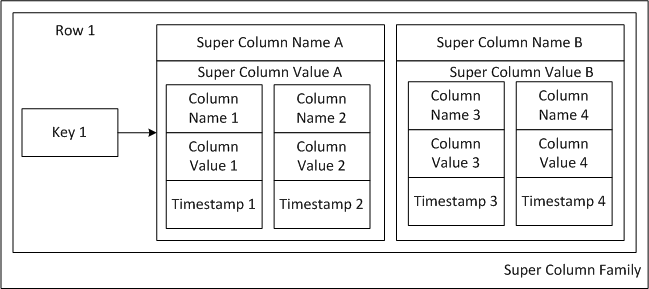 Row 1
Super Column Name A
Super Column Name B
Super Column Value A
Super Column Value B
Key 1
Column
Name 1
Column
Name 2
Column
Name 3
Column
Name 4
Column
Value 1
Column
Value 2
Column
Value 3
Column
Value 4
Timestamp 1
Timestamp 2
Timestamp 3
Timestamp 4
Super Column Family